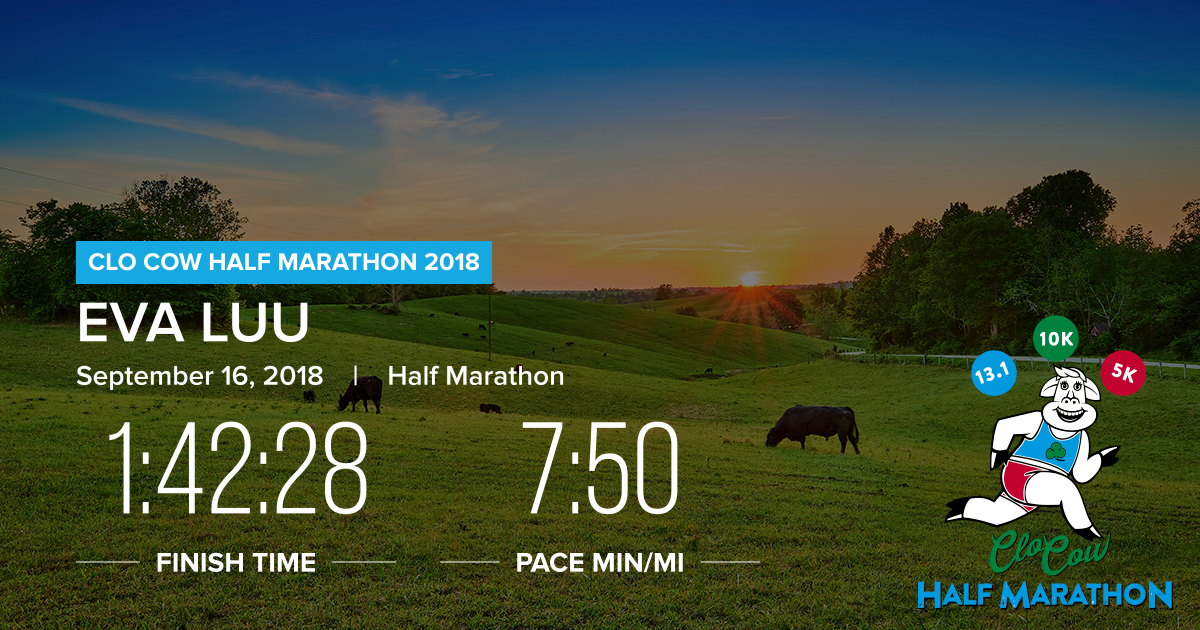 CLO COW HALF MARATHON 2018
EVA LUU
September 16, 2018 | Half Marathon
1:42:28
7:50
FINISH TIME
PACE MIN/MI
10K
13.1
5K
Clo Cow
HALF MARATHON